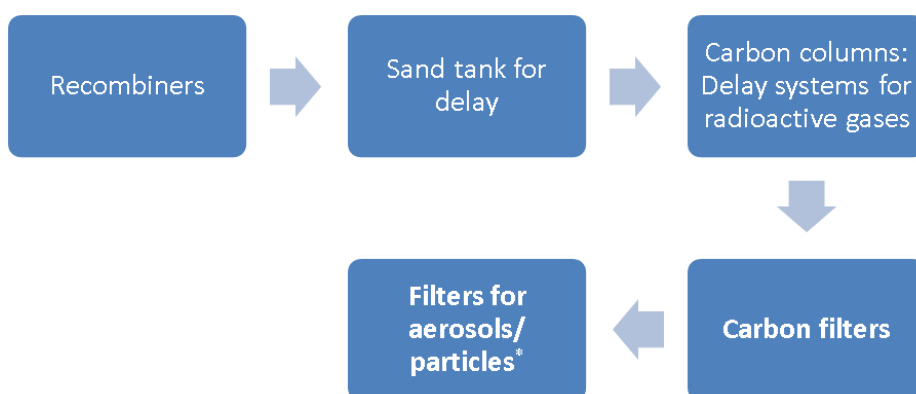 Recombiners
Sand tank for
delay
Carbon columns:
Delay systems for
radioactive gases
Carbon filters
Filters for
aerosols/
particles*